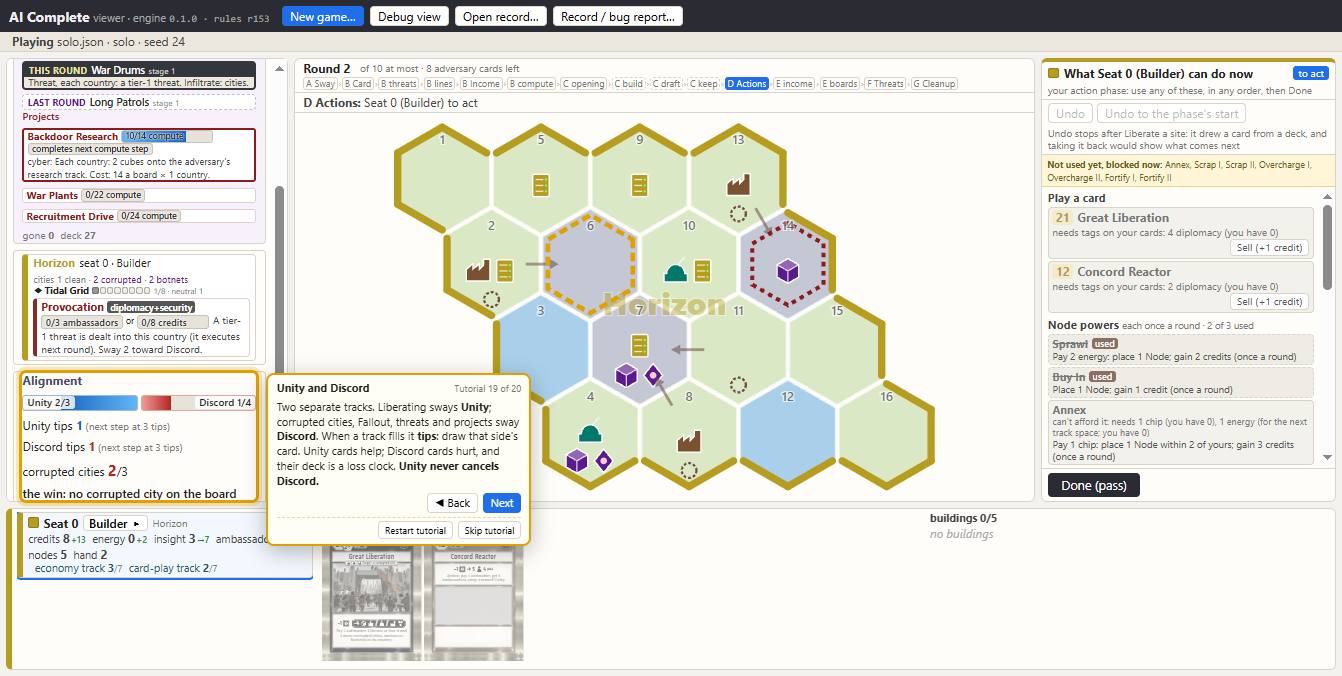 AI Complete viewer · engine 0.1.0 · rules r153
New game... Debug view Open record... Record / bug report...
Playing solo.json · solo · seed 24
THIS ROUND War Drums stage 1
Threat, each country: a tier-1 threat. Infiltrate: cities.
LAST ROUND Long Patrols stage 1
Projects
Backdoor Research 10/14 compute
completes next compute step
cyber: Each country: 2 cubes onto the adversary's
research track. Cost: 14 a board × 1 country.
War Plants 0/22 compute
Recruitment Drive 0/24 compute
gone 0 deck 27
Horizon seat 0 · Builder
cities 1 clean · 2 corrupted · 2 botnets
◆ Tidal Grid 1/8 · neutral 1
Provocation diplomacy+security
0/3 ambassadors or 0/8 credits A tier-
1 threat is dealt into this country (it executes
next round). Sway 2 toward Discord.
Alignment
Unity 2/3 Discord 1/4
Unity tips 1 (next step at 3 tips)
Discord tips 1 (next step at 3 tips)
corrupted cities 2/3
the win: no corrupted city on the board
Round 2 of 10 at most · 8 adversary cards left
A Sway B Card B threats B lines B Income B compute C opening C build C draft C keep D Actions E income E boards F Threats G Cleanup
D Actions: Seat 0 (Builder) to act
1 5 9 13
2 6 10 14
3 7 11 15
4 8 12 16
Horizon
Unity and Discord Tutorial 19 of 20
Two separate tracks. Liberating sways Unity;
corrupted cities, Fallout, threats and projects sway
Discord. When a track fills it tips: draw that side's
card. Unity cards help; Discord cards hurt, and
their deck is a loss clock. Unity never cancels
Discord.
◀ Back Next
Restart tutorial Skip tutorial
What Seat 0 (Builder) can do now to act
your action phase: use any of these, in any order, then Done
Undo Undo to the phase's start
Undo stops after Liberate a site: it drew a card from a deck, and
taking it back would show what comes next
Not used yet, blocked now: Annex, Scrap I, Scrap II, Overcharge I,
Overcharge II, Fortify I, Fortify II
Play a card
21 Great Liberation
needs tags on your cards: 4 diplomacy (you have 0)
Sell (+1 credit)
12 Concord Reactor
needs tags on your cards: 2 diplomacy (you have 0)
Sell (+1 credit)
Node powers each once a round · 2 of 3 used
Sprawl used
Pay 2 energy: place 1 Node; gain 2 credits (once a round)
Buy In used
Place 1 Node; gain 1 credit (once a round)
Annex
can't afford it: needs 1 chip (you have 0), 1 energy (for the next
track space; you have 0)
Pay 1 chip: place 1 Node within 2 of yours; gain 3 credits
(once a round)
Done (pass)
Seat 0 Builder ▸ Horizon
credits 8 +13 energy 0 +2 insight 3 →7
nodes 5 hand 2
economy track 3/7 card-play track 2/7
Great Liberation
Concord Reactor
buildings 0/5
no buildings